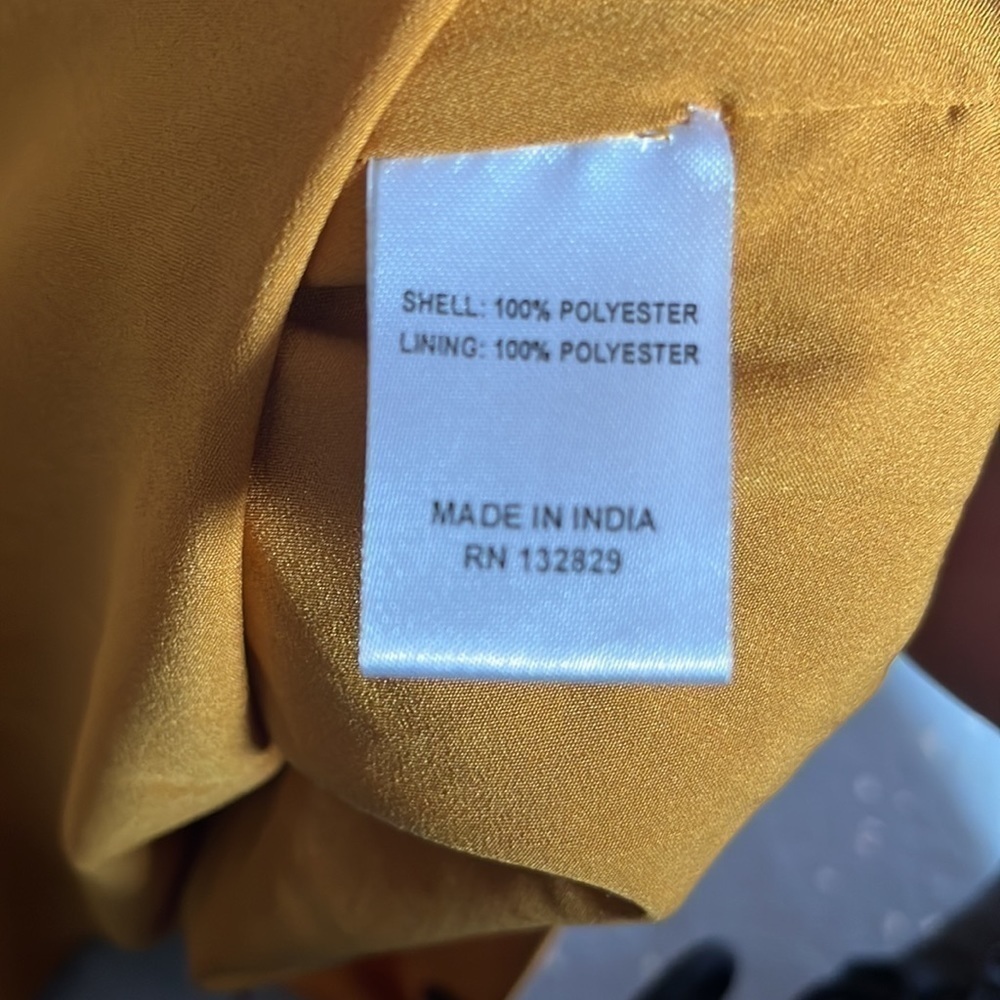 SHELL: 100% POLYESTER
LINING: 100% POLYESTER
MADE IN INDIA
RN 132829